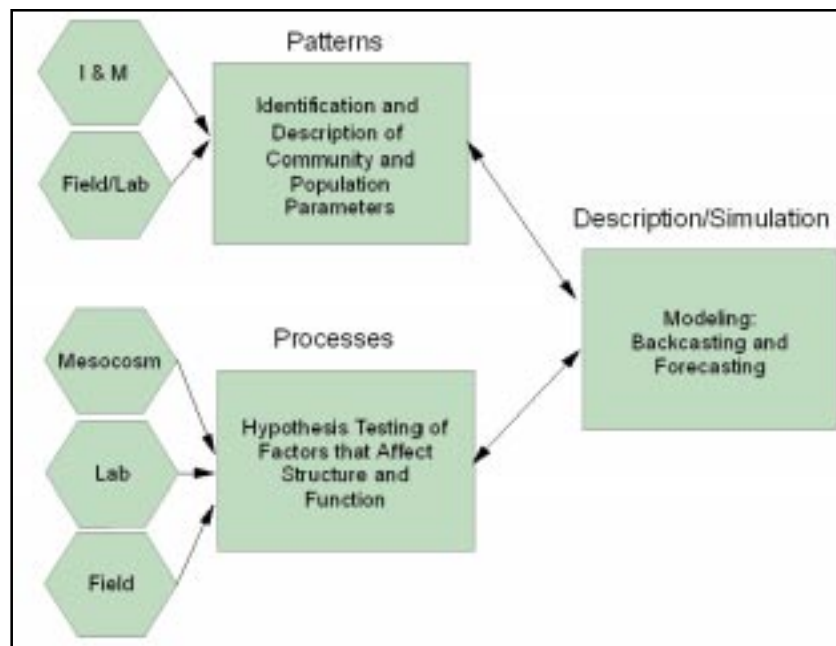 Patterns
I & M
Field/Lab
Identification and
Description of
Community and
Population
Parameters
Description/Simulation
Modeling:
Backcasting and
Forecasting
Processes
Mesocosm
Lab
Field
Hypothesis Testing of
Factors that Affect
Structure and
Function